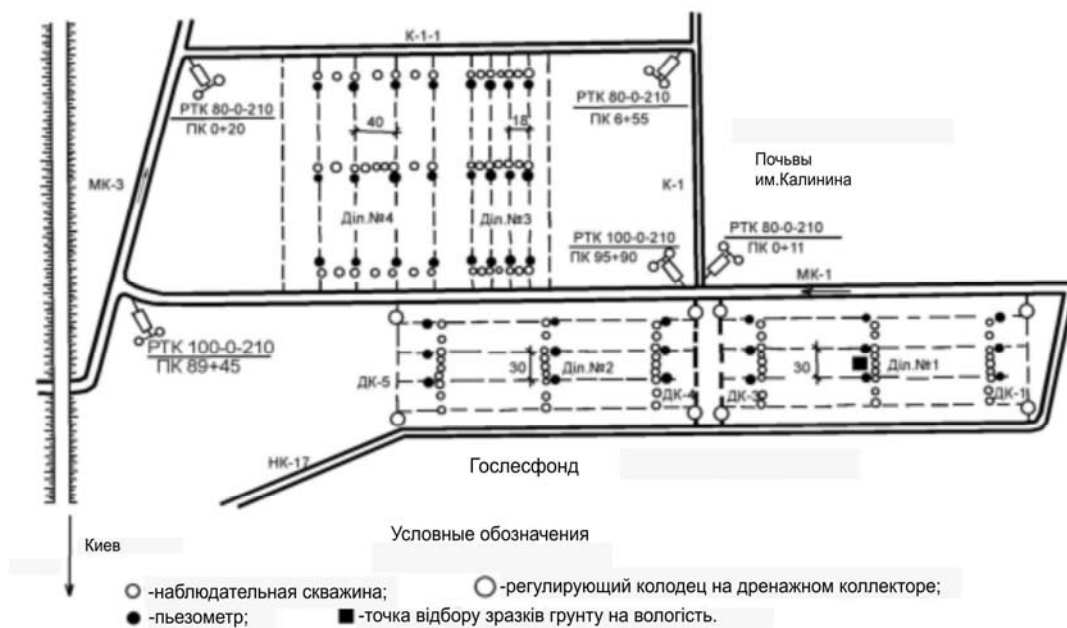 К-1-1
РТК 80-0-210
ПК 0+20
40
18
РТК 80-0-210
ПК 6+55
МК-3
К-1
Почьвы
им.Калинина
Діл.№4
Діл.№3
РТК 100-0-210
ПК 95+90
РТК 80-0-210
ПК 0+11
МК-1
РТК 100-0-210
ПК 89+45
ДК-5
30
Діл.№2
ДК-4
ДК-3
30
Діл.№1
ДК-1
НК-17
Гослесфонд
Киев
Условные обозначения
-наблюдательная скважина;
-регулирующий колодец на дренажном коллекторе;
-пьезометр;
-точка відбору зразків грунту на вологість.